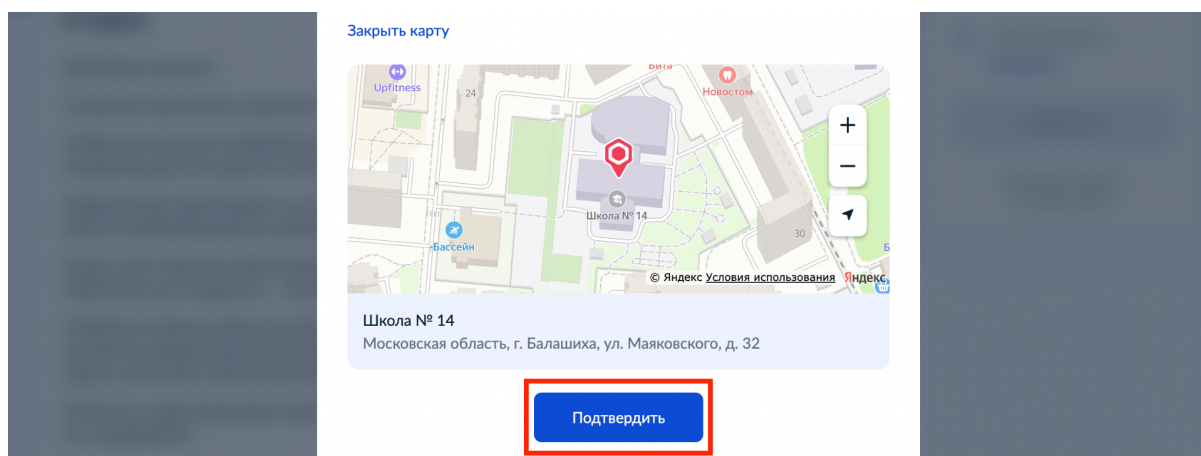 Закрыть карту
Upfitness
24
Вита
Новостом
+
−
Школа № 14
Бассейн
30
Б
© Яндекс Условия использования Яндекс
Школа № 14
Московская область, г. Балашиха, ул. Маяковского, д. 32
Подтвердить